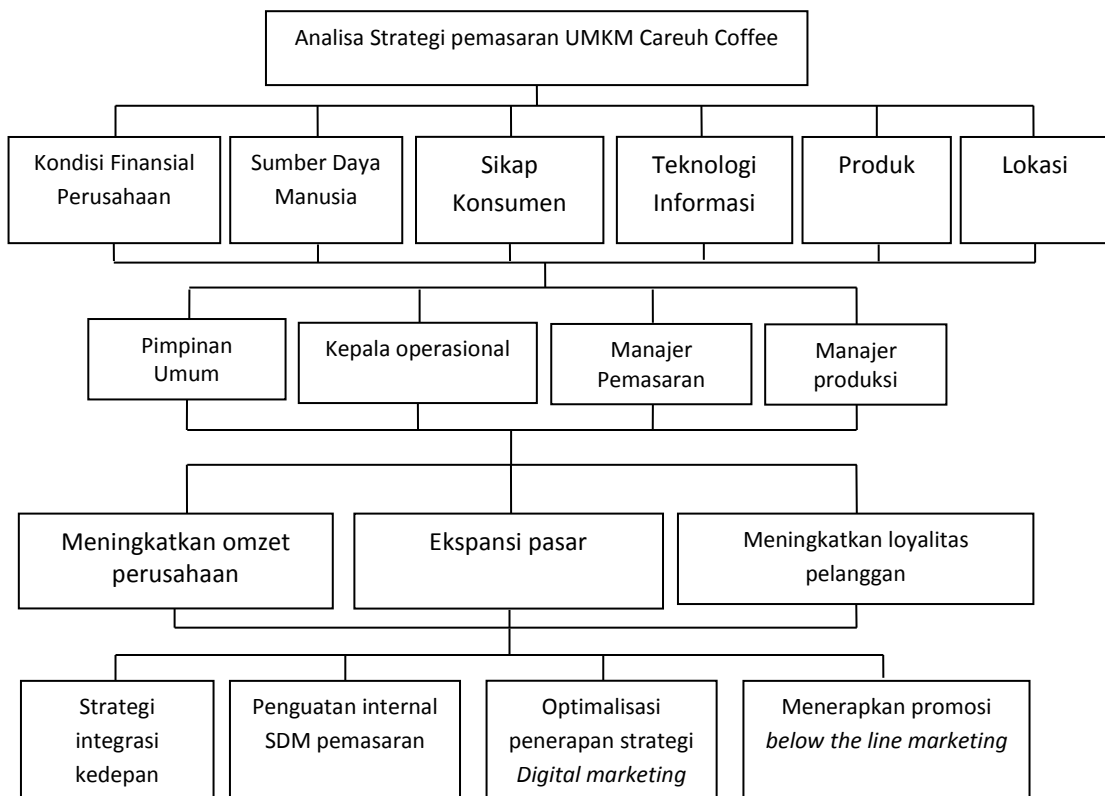 Analisa Strategi pemasaran UMKM Careuh Coffee
Kondisi Finansial
Perusahaan
Sumber Daya
Manusia
Sikap
Konsumen
Teknologi
Informasi
Produk
Lokasi
Pimpinan
Umum
Kepala operasional
Manajer
Pemasaran
Manajer
produksi
Meningkatkan omzet
perusahaan
Ekspansi pasar
Meningkatkan loyalitas
pelanggan
Strategi
integrasi
kedepan
Penguatan internal
SDM pemasaran
Optimalisasi
penerapan strategi
Digital marketing
Menerapkan promosi
below the line marketing